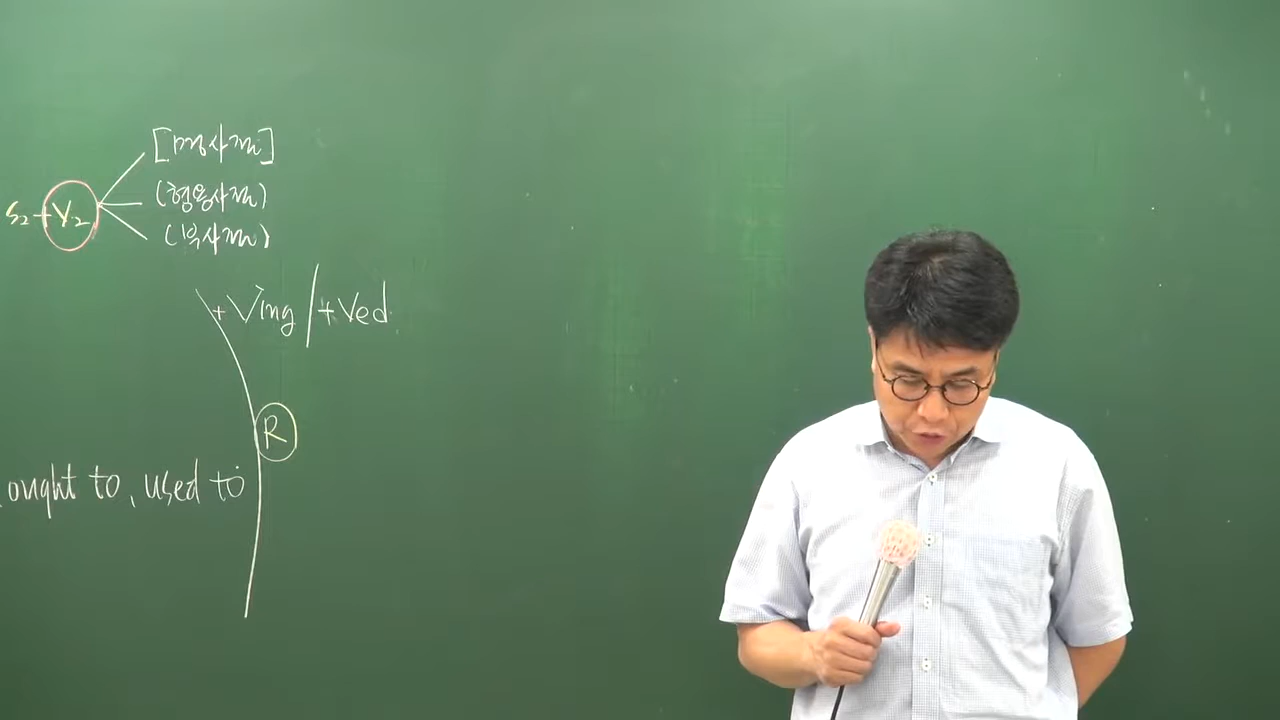 [명사절]
S₂ + V₂ (형용사절)
(부사절)
+ Ving / + Ved
R
ought to, used to